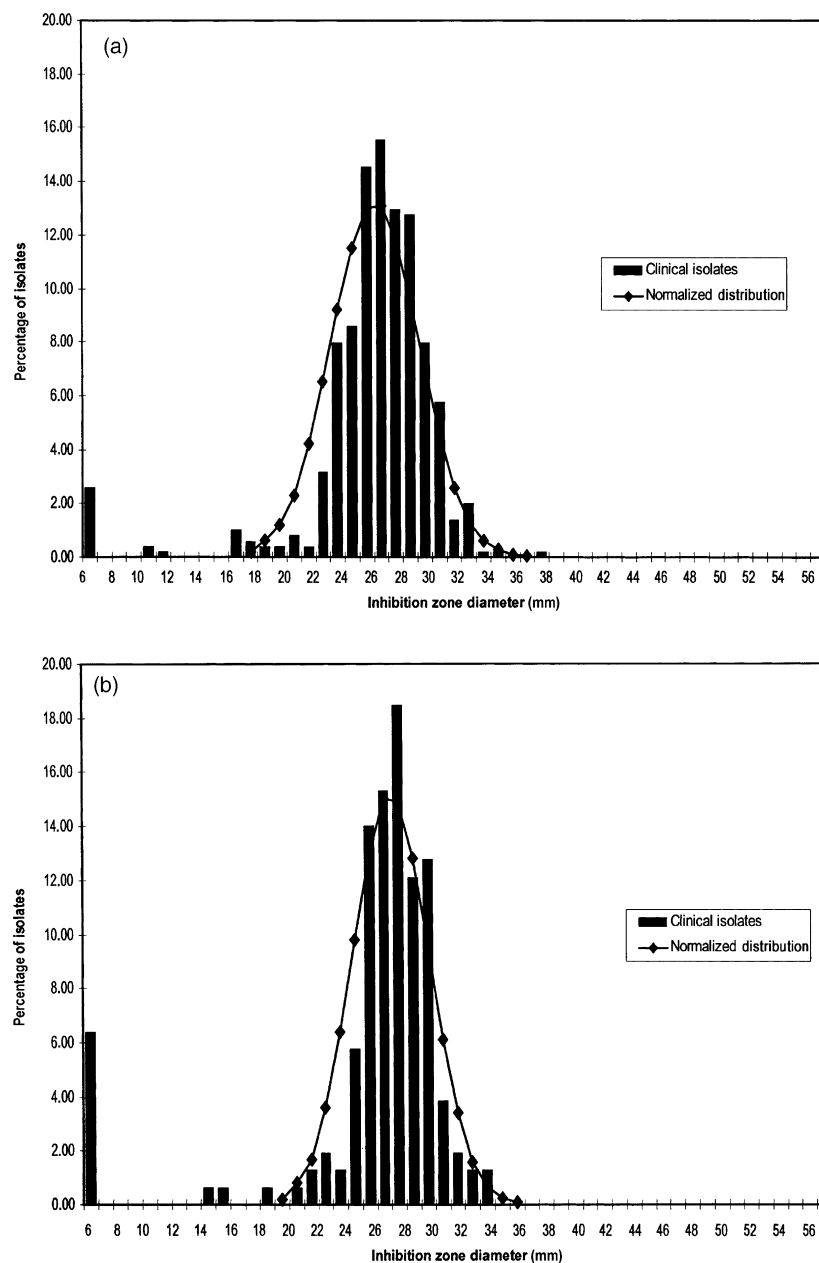 (a)
20.00
18.00
16.00
14.00
12.00
10.00
8.00
6.00
4.00
2.00
0.00
Percentage of isolates
Clinical isolates
Normalized distribution
6 8 10 12 14 16 18 20 22 24 26 28 30 32 34 36 38 40 42 44 46 48 50 52 54 56
Inhibition zone diameter (mm)
(b)
20.00
18.00
16.00
14.00
12.00
10.00
8.00
6.00
4.00
2.00
0.00
Percentage of isolates
Clinical isolates
Normalized distribution
6 8 10 12 14 16 18 20 22 24 26 28 30 32 34 36 38 40 42 44 46 48 50 52 54 56
Inhibition zone diameter (mm)